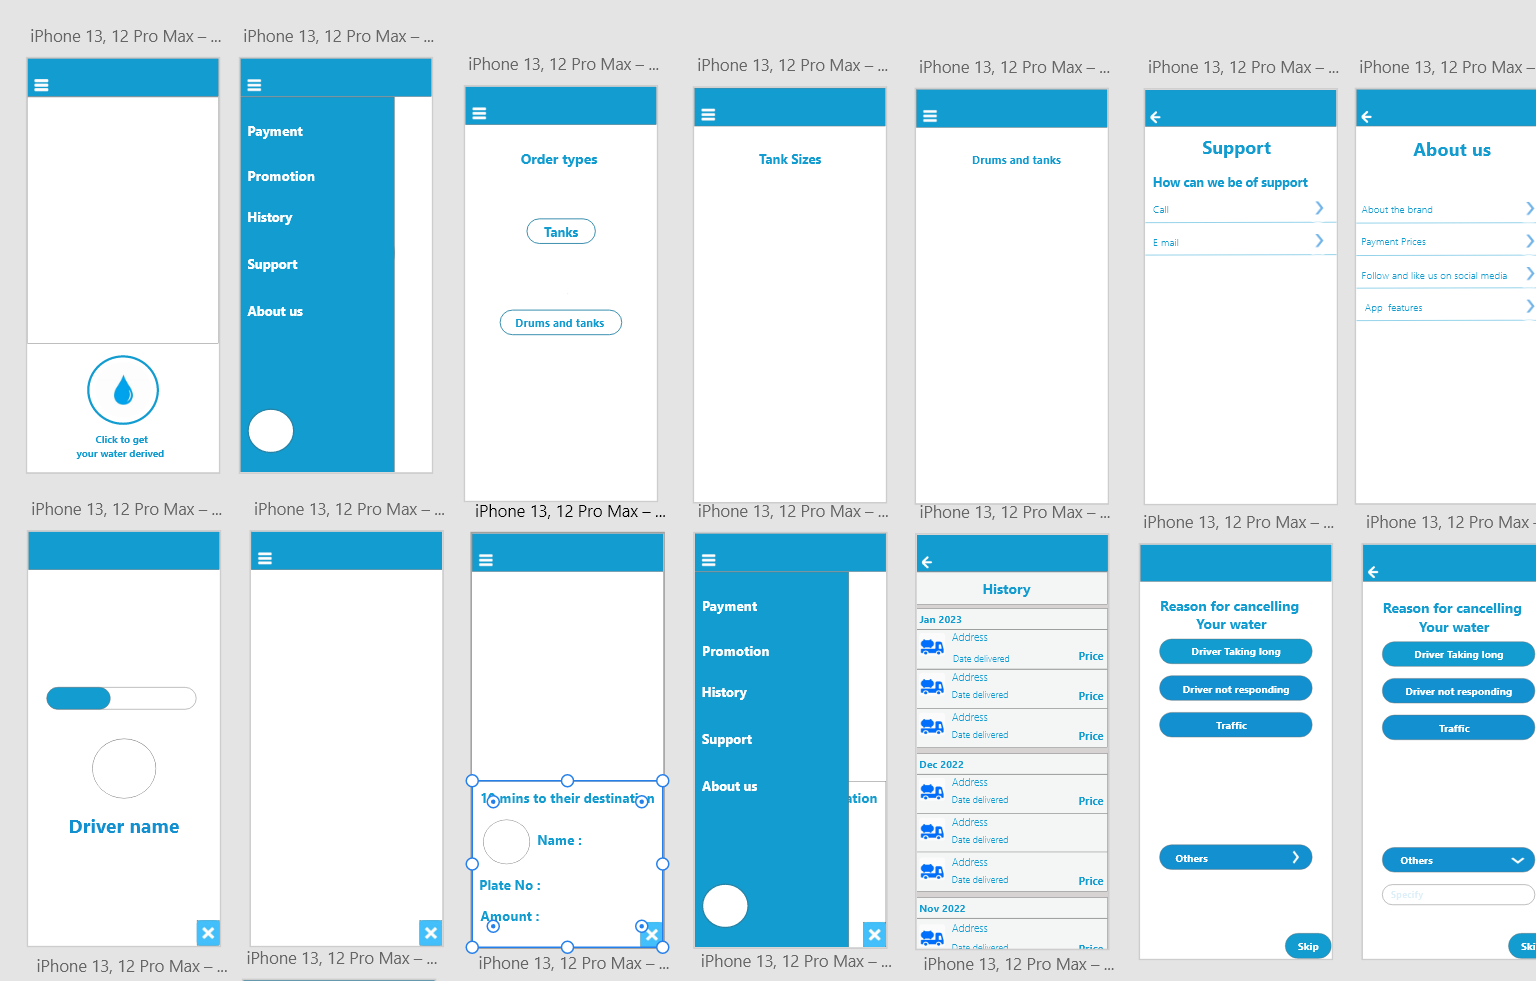 iPhone 13, 12 Pro Max – ...
Click to get
your water derived
iPhone 13, 12 Pro Max – ...
Payment
Promotion
History
Support
About us
iPhone 13, 12 Pro Max – ...
Order types
Tanks
Drums and tanks
iPhone 13, 12 Pro Max – ...
Tank Sizes
iPhone 13, 12 Pro Max – ...
Drums and tanks
iPhone 13, 12 Pro Max – ...
Support
How can we be of support
Call
E mail
iPhone 13, 12 Pro Max –
About us
About the brand
Payment Prices
Follow and like us on social media
App features
iPhone 13, 12 Pro Max – ...
Driver name
iPhone 13, 12 Pro Max – ...
iPhone 13, 12 Pro Max – ...
mins to their destination
Name :
Plate No :
Amount :
iPhone 13, 12 Pro Max – ...
Payment
Promotion
History
Support
About us
ation
iPhone 13, 12 Pro Max – ...
History
Jan 2023
Address
Date delivered Price
Address
Date delivered Price
Address
Date delivered Price
Dec 2022
Address
Date delivered Price
Address
Date delivered
Address
Date delivered Price
Nov 2022
Address
Date delivered Price
iPhone 13, 12 Pro Max – ...
Reason for cancelling
Your water
Driver Taking long
Driver not responding
Traffic
Others
Skip
iPhone 13, 12 Pro Max –
Reason for cancelling
Your water
Driver Taking long
Driver not responding
Traffic
Others
Specify
Ski
iPhone 13, 12 Pro Max – ...
iPhone 13, 12 Pro Max – ...
iPhone 13, 12 Pro Max – ...
iPhone 13, 12 Pro Max – ...
iPhone 13, 12 Pro Max – ...